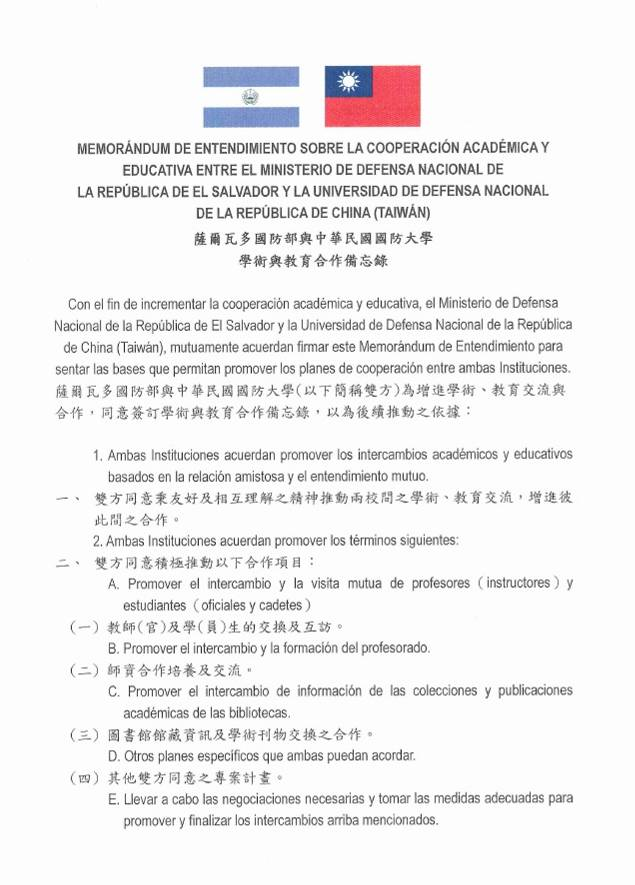 MEMORÁNDUM DE ENTENDIMIENTO SOBRE LA COOPERACIÓN ACADÉMICA Y
EDUCATIVA ENTRE EL MINISTERIO DE DEFENSA NACIONAL DE
LA REPÚBLICA DE EL SALVADOR Y LA UNIVERSIDAD DE DEFENSA NACIONAL
DE LA REPÚBLICA DE CHINA (TAIWÁN)
薩爾瓦多國防部與中華民國國防大學
學術與教育合作備忘錄
Con el fin de incrementar la cooperación académica y educativa, el Ministerio de Defensa
Nacional de la República de El Salvador y la Universidad de Defensa Nacional de la República
de China (Taiwán), mutuamente acuerdan firmar este Memorándum de Entendimiento para
sentar las bases que permitan promover los planes de cooperación entre ambas Instituciones.
薩爾瓦多國防部與中華民國國防大學(以下簡稱雙方)為增進學術、教育交流與
合作，同意簽訂學術與教育合作備忘錄，以為後續推動之依據：
1. Ambas Instituciones acuerdan promover los intercambios académicos y educativos
basados en la relación amistosa y el entendimiento mutuo.
一、 雙方同意秉友好及相互理解之精神推動兩校間之學術、教育交流，增進彼
此間之合作。
2. Ambas Instituciones acuerdan promover los términos siguientes:
二、 雙方同意積極推動以下合作項目：
A. Promover el intercambio y la visita mutua de profesores（instructores）y
estudiantes（oficiales y cadetes）
(一) 教師(官)及學(員)生的交換及互訪。
B. Promover el intercambio y la formación del profesorado.
(二) 師資合作培養及交流。
C. Promover el intercambio de información de las colecciones y publicaciones
académicas de las bibliotecas.
(三) 圖書館館藏資訊及學術刊物交換之合作。
D. Otros planes específicos que ambas puedan acordar.
(四) 其他雙方同意之專案計畫。
E. Llevar a cabo las negociaciones necesarias y tomar las medidas adecuadas para
promover y finalizar los intercambios arriba mencionados.